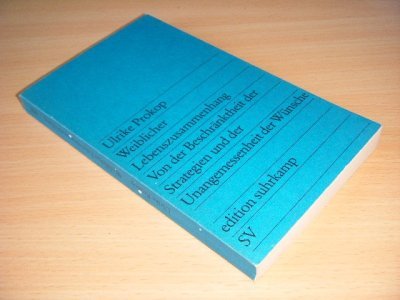 Ulrike Prokop
Weiblicher
Lebenszusammenhang
Von der Beschränktheit der
Strategien und der
Unangemessenheit der Wünsche
edition suhrkamp
SV